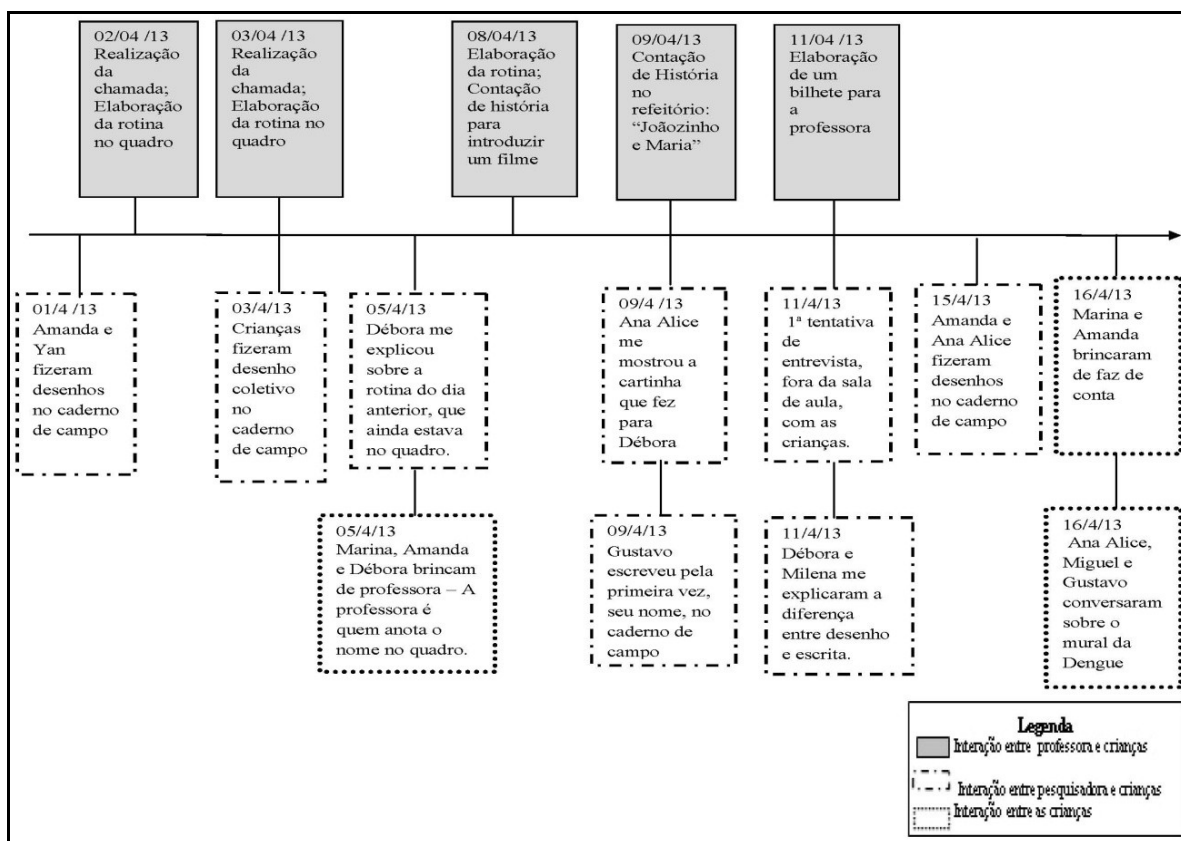 02/04 /13
Realização
da
chamada;
Elaboração
da rotina
no quadro
03/04 /13
Realização
da
chamada;
Elaboração
da rotina no
quadro
08/04/13
Elaboração
da rotina;
Contação
de história
para
introduzir
um filme
09/04/13
Contação
de História
no
refeitório:
“Joãozinho
e Maria”
11/04 /13
Elaboração
de um
bilhete para
a
professora
01/4 /13
Amanda e
Yan
fizeram
desenhos
no caderno
de campo
03/4/13
Crianças
fizeram
desenho
coletivo
no
caderno
de campo
05/4/13
Débora me
explicou
sobre a
rotina do dia
anterior, que
ainda estava
no quadro.
09/4 /13
Ana Alice
me
mostrou a
cartinha
que fez
para
Débora
11/4/13
1ª tentativa
de
entrevista,
fora da sala
de aula,
com as
crianças.
15/4/13
Amanda e
Ana Alice
fizeram
desenhos
no caderno
de campo
16/4/13
Marina e
Amanda
brincaram
de faz de
conta
05/4/13
Marina, Amanda
e Débora brincam
de professora – A
professora é
quem anota o
nome no quadro.
09/4/13
Gustavo
escreveu pela
primeira vez,
seu nome, no
caderno de
campo
11/4/13
Débora e
Milena me
explicaram a
diferença
entre desenho
e escrita.
16/4/13
Ana Alice,
Miguel e
Gustavo
conversaram
sobre o
mural da
Dengue
Legenda
Interação entre professora e crianças
Interação entre pesquisadora e crianças
Interação entre as crianças